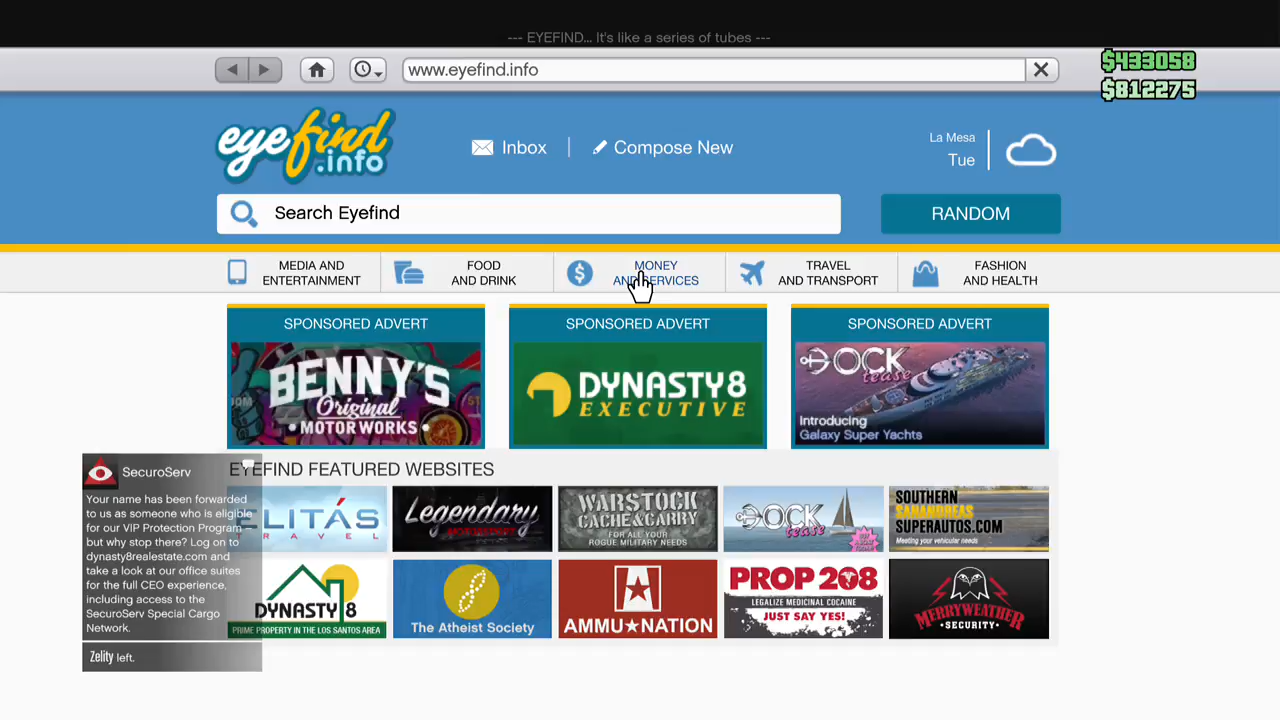 --- EYEFIND... It's like a series of tubes ---
www.eyefind.info
$433058
$812275
eyefind
.info
Inbox
Compose New
La Mesa
Tue
Search Eyefind
RANDOM
MEDIA AND
ENTERTAINMENT
FOOD
AND DRINK
MONEY
AND SERVICES
TRAVEL
AND TRANSPORT
FASHION
AND HEALTH
SPONSORED ADVERT
BENNY'S
Original
MOTOR WORKS
SPONSORED ADVERT
DYNASTY 8
EXECUTIVE
SPONSORED ADVERT
DOCK
tease
Introducing
Galaxy Super Yachts
EYEFIND FEATURED WEBSITES
ELITÁS
TRAVEL
Legendary
WARSTOCK
CACHE & CARRY
FOR ALL YOUR
ROGUE MILITARY NEEDS
DOCK
tease
SOUTHERN
SANANDREAS
SUPERAUTOS.COM
Meeting your vehicular needs
DYNASTY 8
PRIME PROPERTY IN THE LOS SANTOS AREA
The Atheist Society
AMMU★NATION
PROP 208
LEGALIZE MEDICINAL COCAINE
JUST SAY YES!
MERRYWEATHER
SECURITY
SecuroServ
Your name has been forwarded
to us as someone who is eligible
for our VIP Protection Program –
but why stop there? Log on to
dynasty8realestate.com and
take a look at our office suites
for the full CEO experience,
including access to the
SecuroServ Special Cargo
Network.
Zelity left.